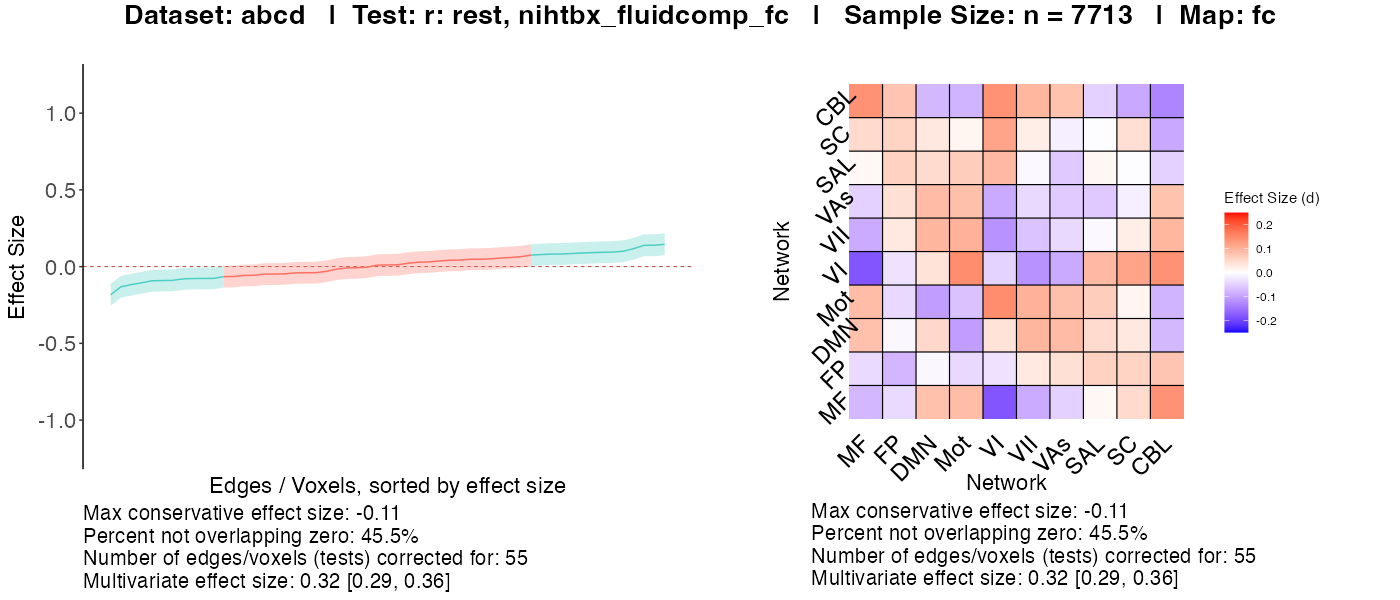 Dataset: abcd | Test: r: rest, nihtbx_fluidcomp_fc | Sample Size: n = 7713 | Map: fc
1.0
0.5
0.0
-0.5
-1.0
Effect Size
Edges / Voxels, sorted by effect size
Max conservative effect size: -0.11
Percent not overlapping zero: 45.5%
Number of edges/voxels (tests) corrected for: 55
Multivariate effect size: 0.32 [0.29, 0.36]
CBL
SC
SAL
VAs
VII
VI
Mot
DMN
FP
MF
Network
MF
FP
DMN
Mot
VI
VII
VAs
SAL
SC
CBL
Network
Effect Size (d)
0.2
0.1
0.0
-0.1
-0.2
Max conservative effect size: -0.11
Percent not overlapping zero: 45.5%
Number of edges/voxels (tests) corrected for: 55
Multivariate effect size: 0.32 [0.29, 0.36]